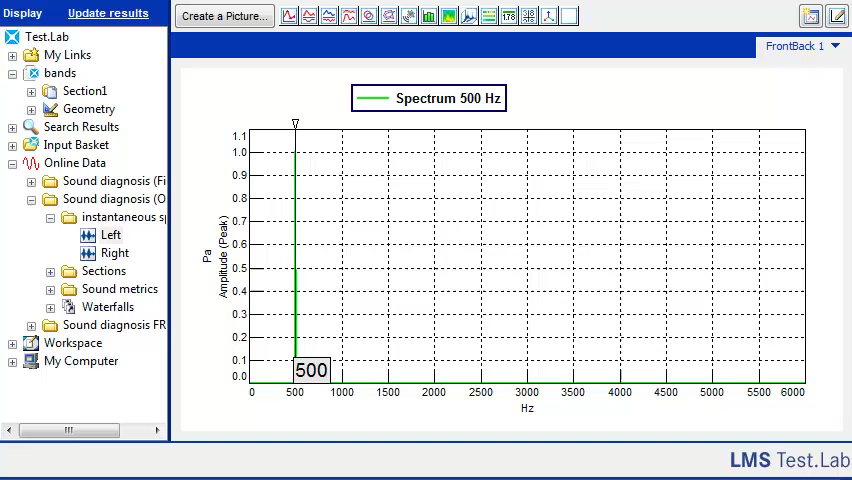 Display
Update results
Create a Picture...
Test.Lab
My Links
bands
Section1
Geometry
Search Results
Input Basket
Online Data
Sound diagnosis (Fi
Sound diagnosis (O
instantaneous s
Left
Right
Sections
Sound metrics
Waterfalls
Sound diagnosis FR
Workspace
My Computer
FrontBack 1
Spectrum 500 Hz
1.1
1.0
0.9
0.8
0.7
0.6
0.5
0.4
0.3
0.2
0.1
0.0
Pa
Amplitude (Peak)
500
0 500 1000 1500 2000 2500 3000 3500 4000 4500 5000 5500 6000
Hz
LMS Test.Lab